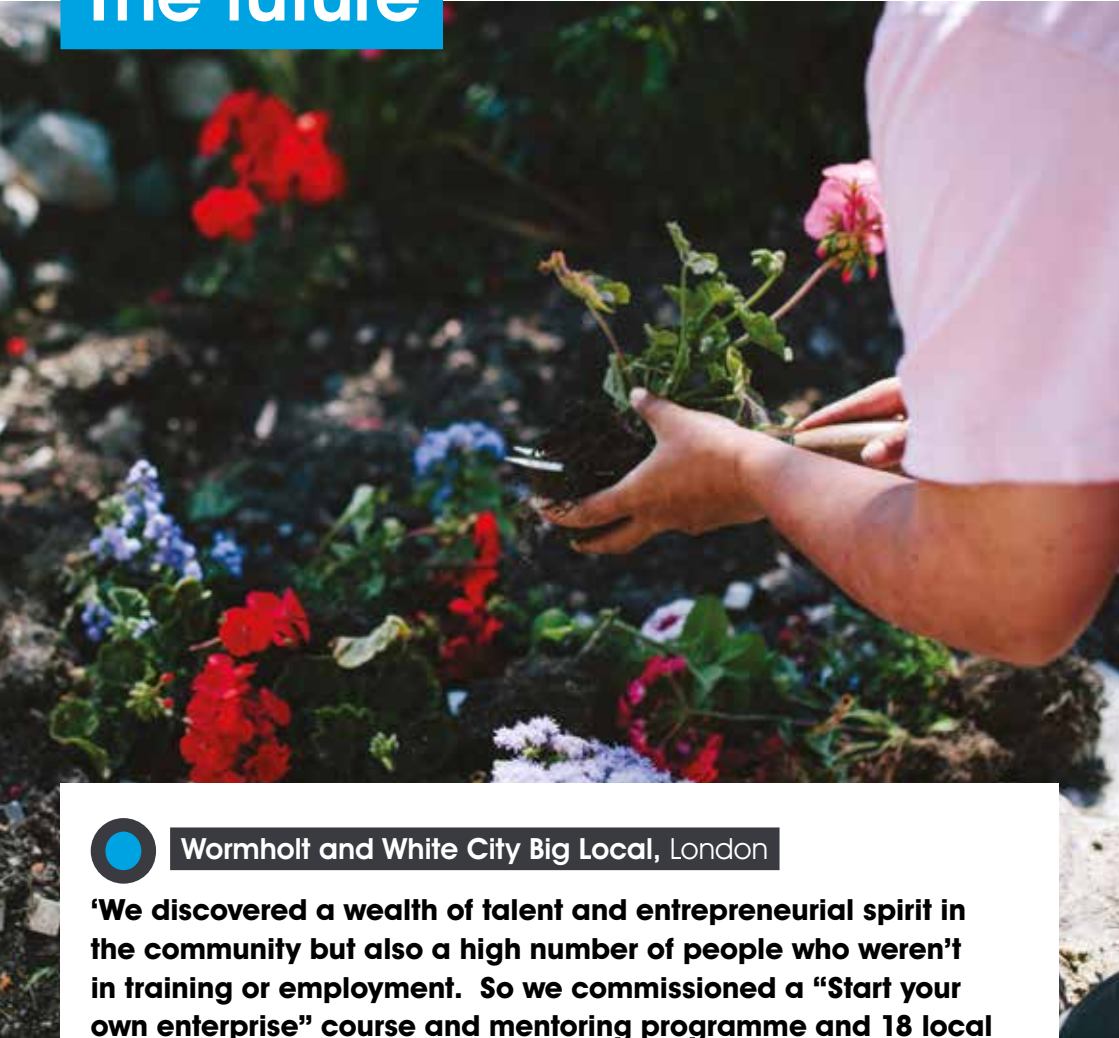 the future
Wormholt and White City Big Local, London
‘We discovered a wealth of talent and entrepreneurial spirit in
the community but also a high number of people who weren’t
in training or employment.  So we commissioned a “Start your
own enterprise” course and mentoring programme and 18 local